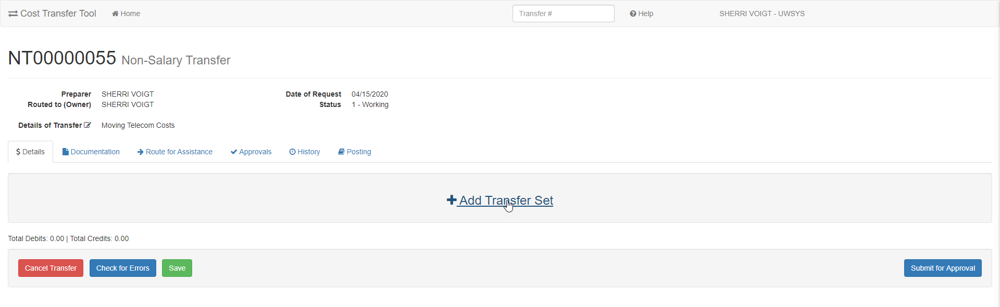 Cost Transfer Tool Home Transfer # Help SHERRI VOIGT - UWSYS
NT00000055 Non-Salary Transfer
Preparer SHERRI VOIGT Date of Request 04/15/2020
Routed to (Owner) SHERRI VOIGT Status 1 - Working
Details of Transfer Moving Telecom Costs
$ Details Documentation Route for Assistance Approvals History Posting
Add Transfer Set
Total Debits: 0.00 | Total Credits: 0.00
Cancel Transfer Check for Errors Save Submit for Approval